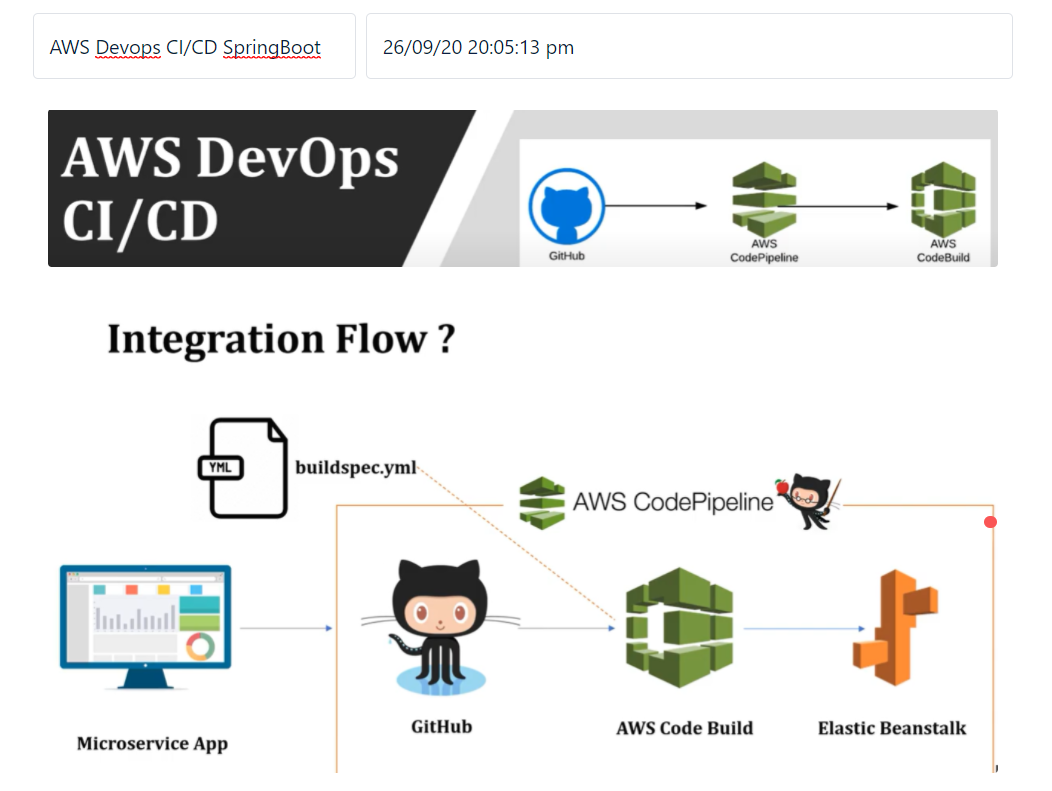 AWS Devops CI/CD SpringBoot
26/09/20 20:05:13 pm
AWS DevOps
CI/CD
GitHub
AWS
CodePipeline
AWS
CodeBuild
Integration Flow ?
YML
buildspec.yml
AWS CodePipeline
Microservice App
GitHub
AWS Code Build
Elastic Beanstalk